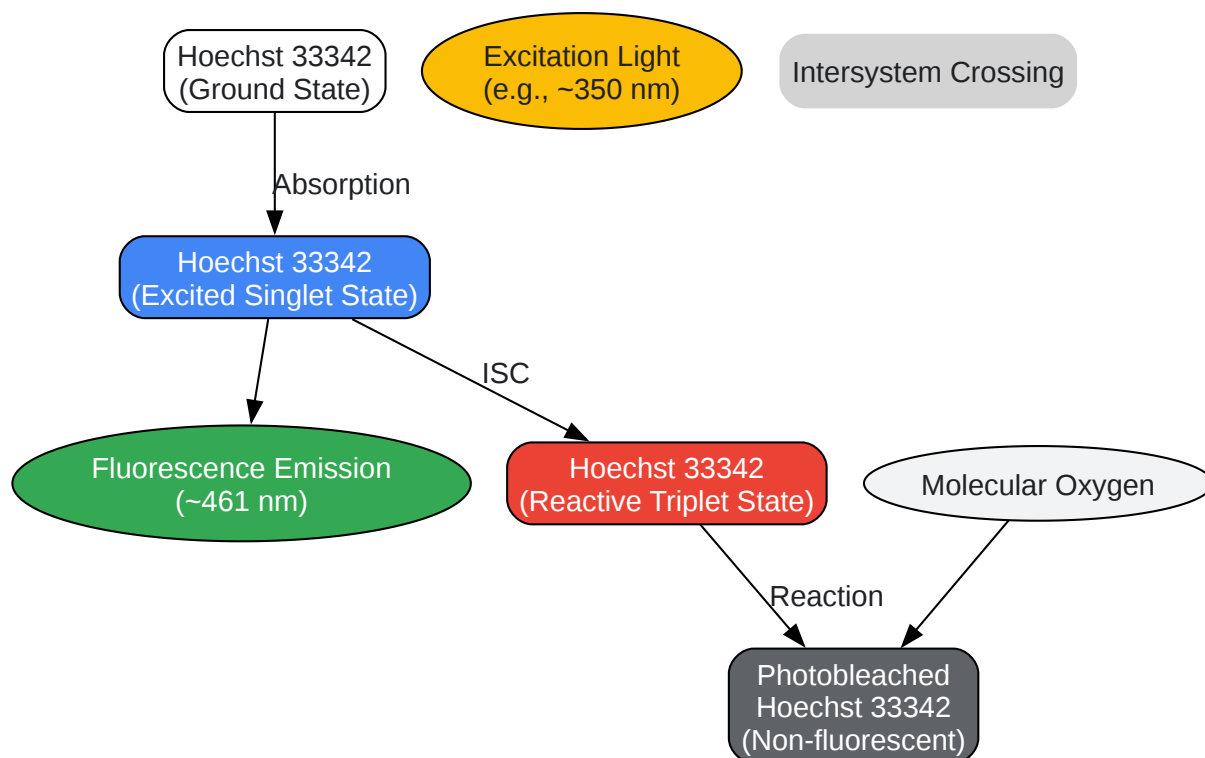 Hoechst 33342
(Ground State)
Excitation Light
(e.g., ~350 nm)
Intersystem Crossing
Absorption
Hoechst 33342
(Excited Singlet State)
ISC
Fluorescence Emission
(~461 nm)
Hoechst 33342
(Reactive Triplet State)
Molecular Oxygen
Reaction
Photobleached
Hoechst 33342
(Non-fluorescent)